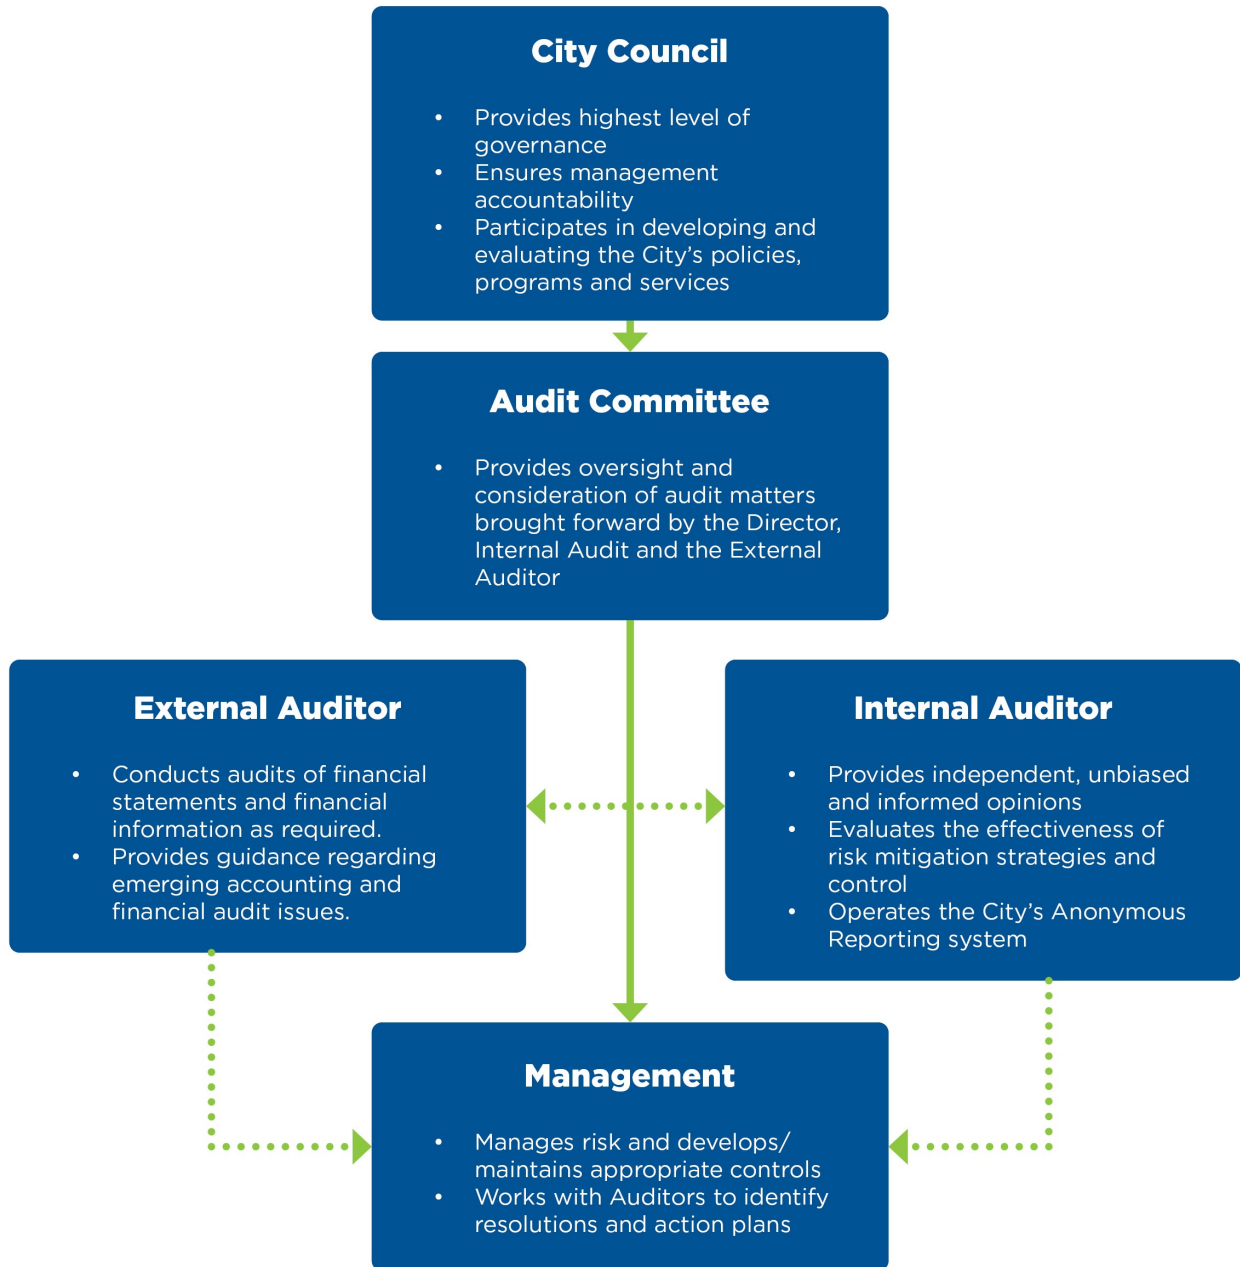 City Council
• Provides highest level of
governance
• Ensures management
accountability
• Participates in developing and
evaluating the City’s policies,
programs and services
Audit Committee
• Provides oversight and
consideration of audit matters
brought forward by the Director,
Internal Audit and the External
Auditor
External Auditor
• Conducts audits of financial
statements and financial
information as required.
• Provides guidance regarding
emerging accounting and
financial audit issues.
Internal Auditor
• Provides independent, unbiased
and informed opinions
• Evaluates the effectiveness of
risk mitigation strategies and
control
• Operates the City’s Anonymous
Reporting system
Management
• Manages risk and develops/
maintains appropriate controls
• Works with Auditors to identify
resolutions and action plans